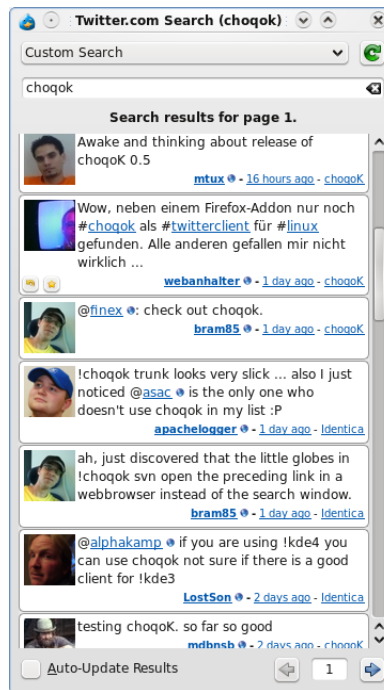 Twitter.com Search (choqok)
Custom Search
choqok
Search results for page 1.
Awake and thinking about release of
choqoK 0.5
mtux - 16 hours ago - choqoK
Wow, neben einem Firefox-Addon nur noch
#choqok als #twitterclient für #linux
gefunden. Alle anderen gefallen mir nicht
wirklich ...
webanhalter - 1 day ago - choqoK
@finex : check out choqok.
bram85 - 1 day ago - choqoK
!choqok trunk looks very slick ... also I just
noticed @asac is the only one who
doesn't use choqok in my list :P
apachelogger - 1 day ago - Identica
ah, just discovered that the little globes in
!choqok svn open the preceding link in a
webbrowser instead of the search window.
bram85 - 1 day ago - Identica
@alphakamp if you are using !kde4 you
can use choqok not sure if there is a good
client for !kde3
LostSon - 2 days ago - Identica
testing choqoK. so far so good
mdbnsb - 2 days ago - choqoK
Auto-Update Results
1